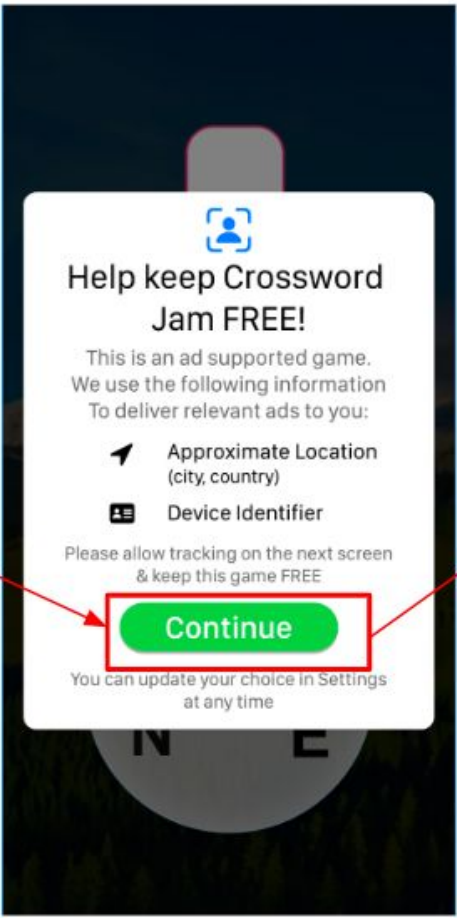 Help keep Crossword
Jam FREE!
This is an ad supported game.
We use the following information
To deliver relevant ads to you:
Approximate Location
(city, country)
Device Identifier
Please allow tracking on the next screen
& keep this game FREE
Continue
You can update your choice in Settings
at any time
N E